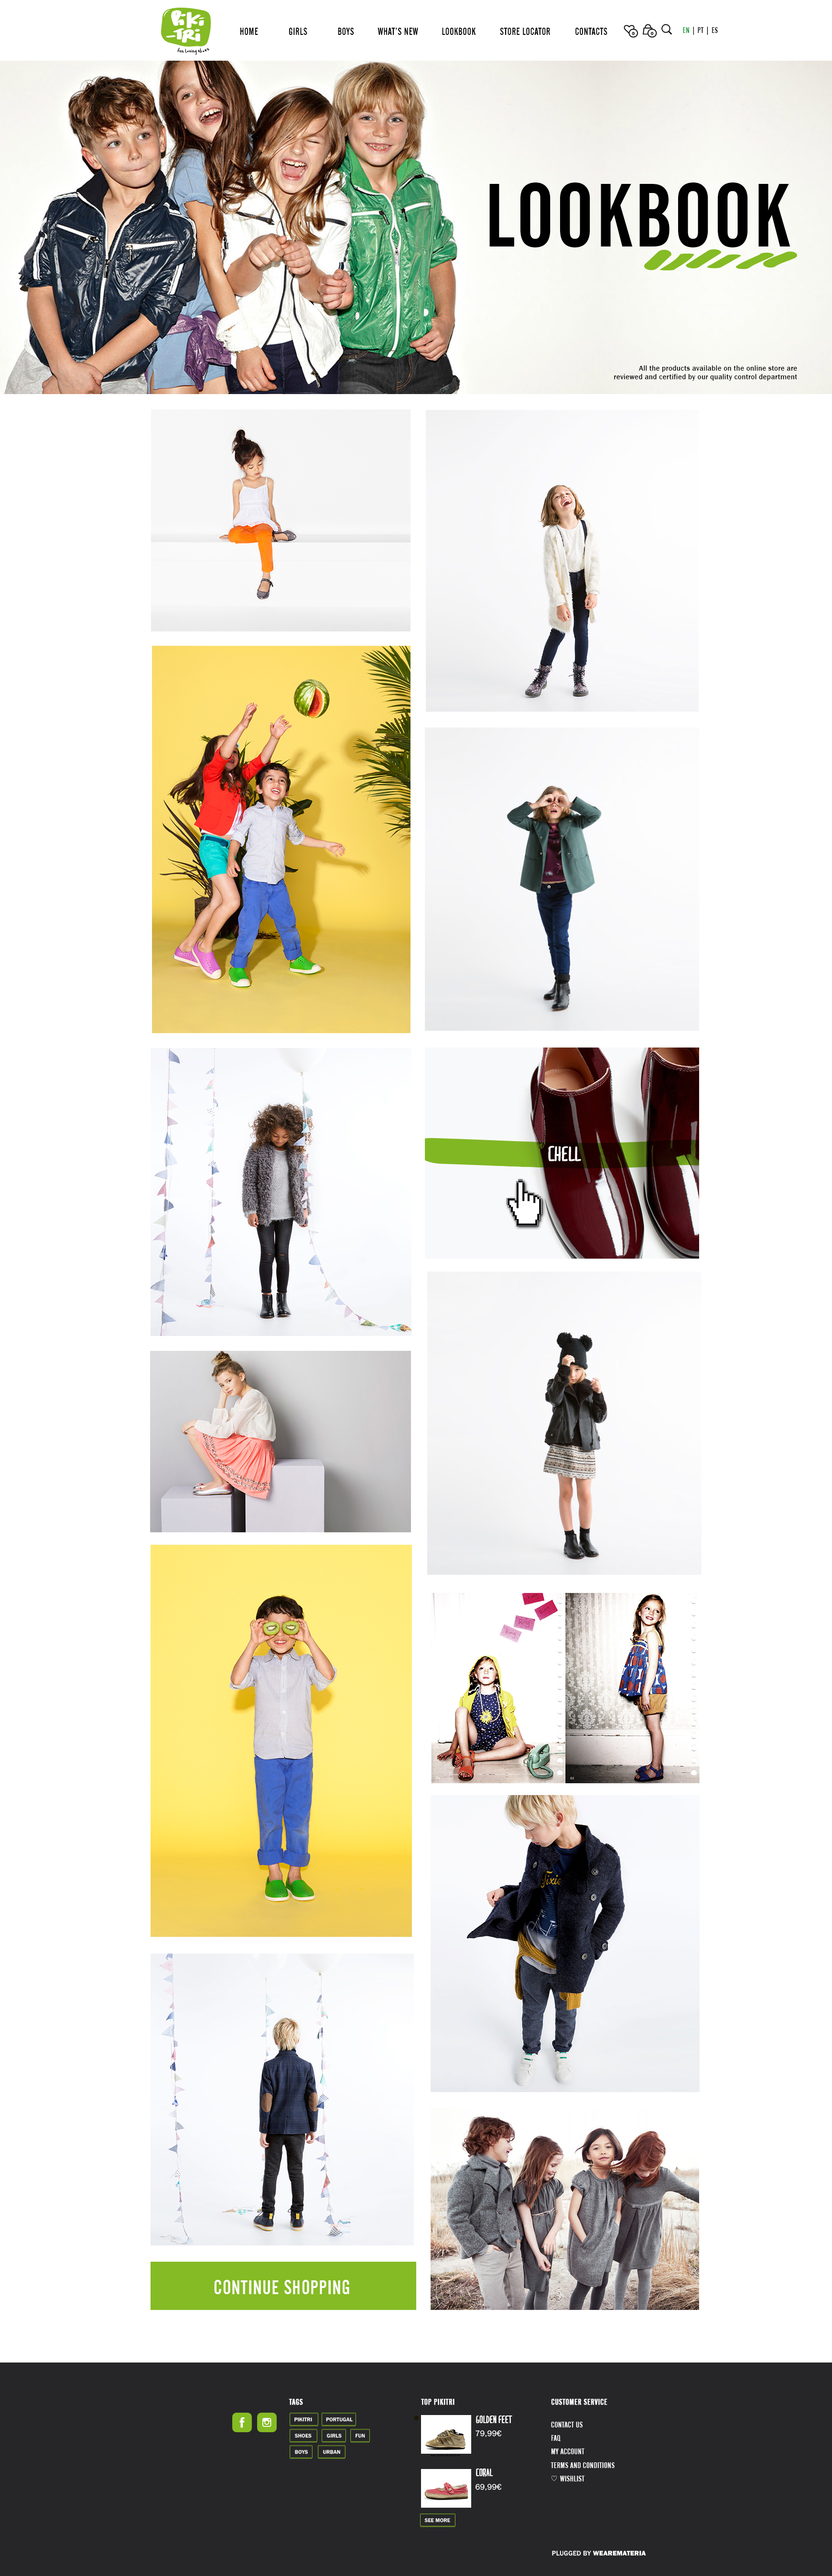 PiKi
-TRi
For Loving Shoes
HOME
GIRLS
BOYS
WHAT'S NEW
LOOKBOOK
STORE LOCATOR
CONTACTS
0
0
EN | PT | ES
LOOKBOOK
All the products available on the online store are
reviewed and certified by our quality control department
CHELL
CONTINUE SHOPPING
TAGS
PIKITRI
PORTUGAL
SHOES
GIRLS
FUN
BOYS
URBAN
TOP PIKITRI
GOLDEN FEET
79,99€
CORAL
69,99€
SEE MORE
CUSTOMER SERVICE
CONTACT US
FAQ
MY ACCOUNT
TERMS AND CONDITIONS
♡ WISHLIST
PLUGGED BY WEAREMATERIA